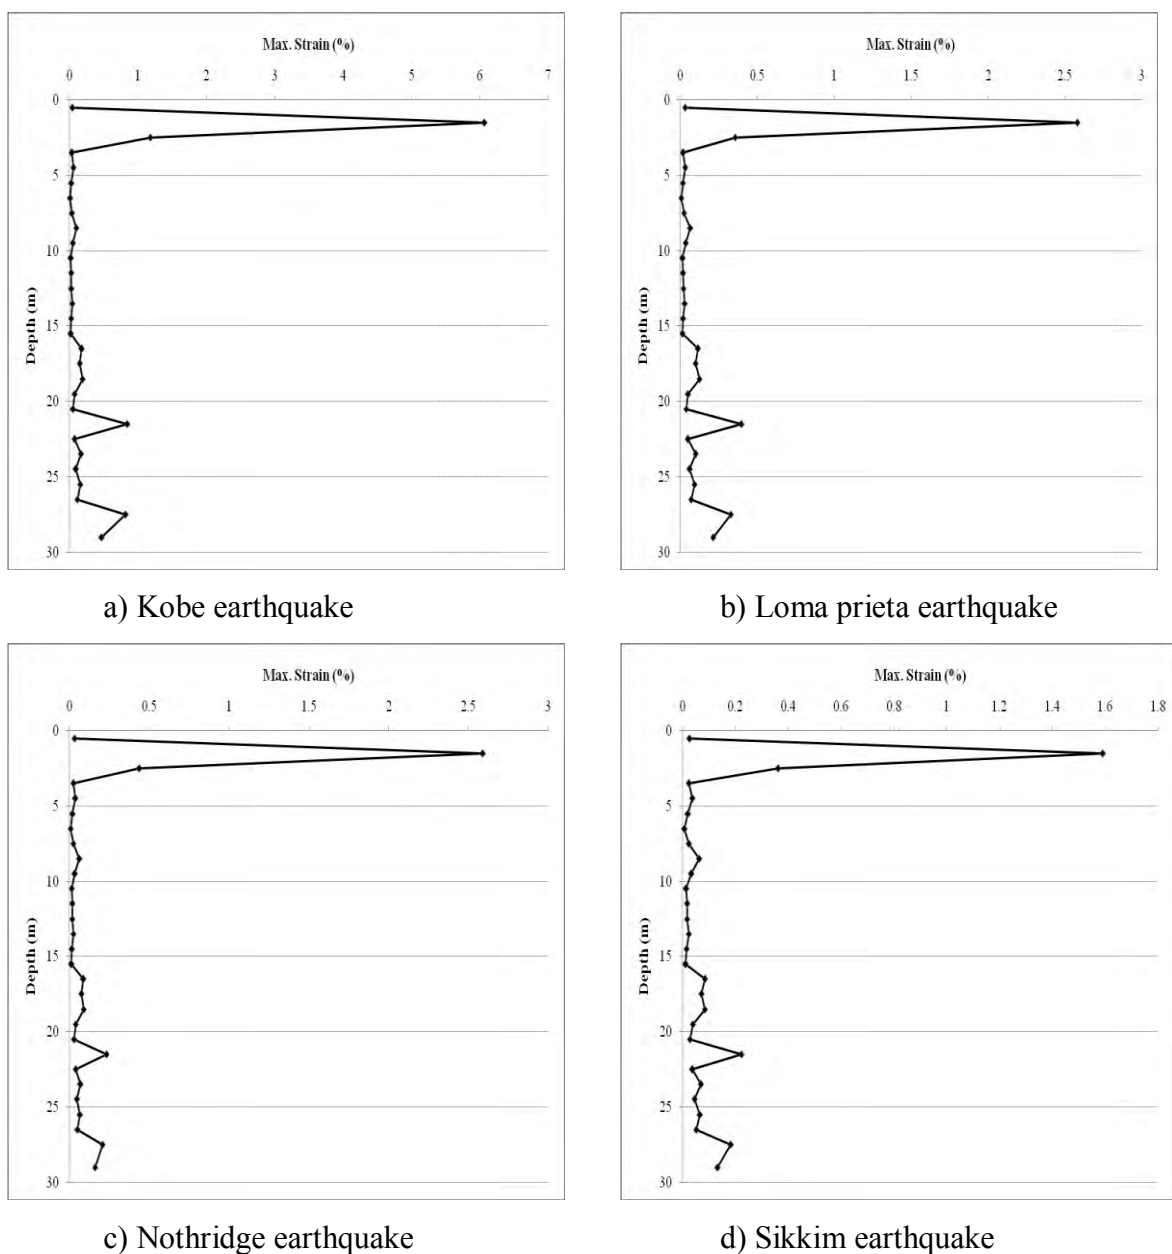 Max. Strain (%)
0 1 2 3 4 5 6 7
0
5
10
15
20
25
30
Depth (m)
a) Kobe earthquake
Max. Strain (%)
0 0.5 1 1.5 2 2.5 3
0
5
10
15
20
25
30
Depth (m)
b) Loma prieta earthquake
Max. Strain (%)
0 0.5 1 1.5 2 2.5 3
0
5
10
15
20
25
30
Depth (m)
c) Nothridge earthquake
Max. Strain (%)
0 0.2 0.4 0.6 0.8 1 1.2 1.4 1.6 1.8
0
5
10
15
20
25
30
Depth (m)
d) Sikkim earthquake